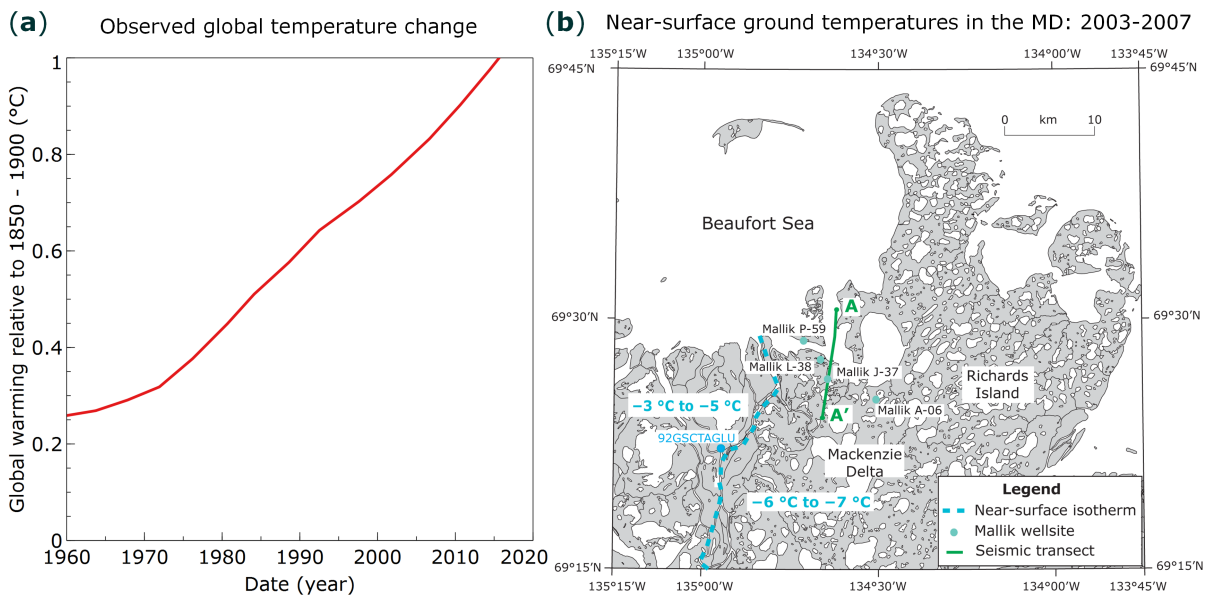 (a) Observed global temperature change
Global warming relative to 1850 - 1900 (°C)
1
0.8
0.6
0.4
0.2
0
1960 1970 1980 1990 2000 2010 2020
Date (year)
(b) Near-surface ground temperatures in the MD: 2003-2007
135°15'W 135°00'W 134°30'W 134°00'W 133°45'W
69°45'N 69°45'N
0 km 10
Beaufort Sea
A
69°30'N 69°30'N
Mallik P-59
Mallik L-38
Mallik J-37
Richards
Island
−3 °C to −5 °C
A'
Mallik A-06
92GSCTAGLU
Mackenzie
Delta
−6 °C to −7 °C
Legend
Near-surface isotherm
Mallik wellsite
Seismic transect
69°15'N 69°15'N
135°15'W 135°00'W 134°30'W 134°00'W 133°45'W